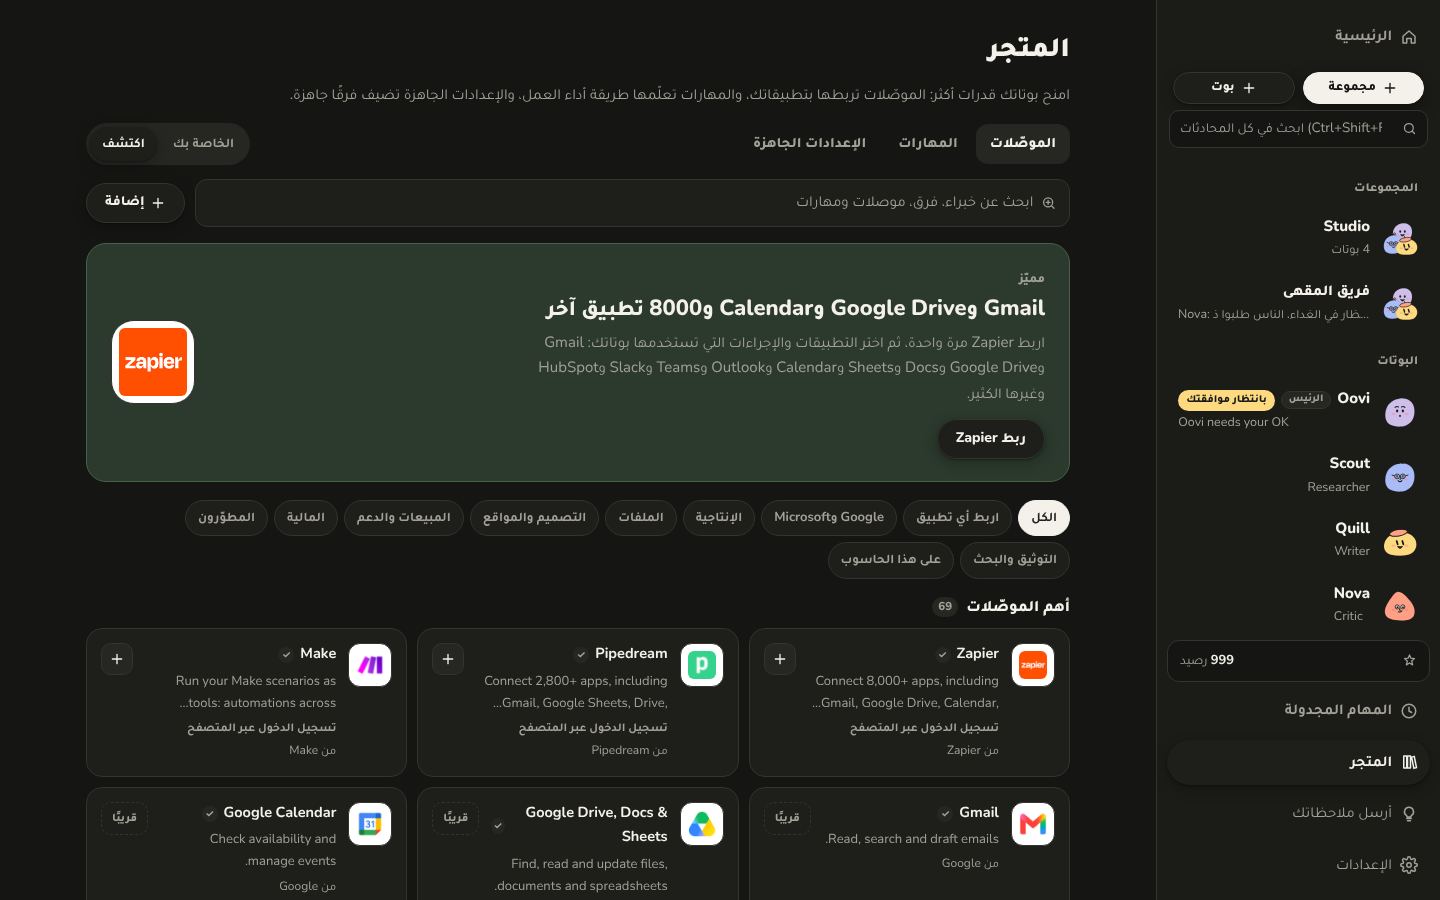 الرئيسية
مجموعة
بوت
ابحث في كل المحادثات (Ctrl+Shift+F
المجموعات
Studio
4 بوتات
فريق المقهى
Nova: ظار في الغداء، الناس طلبوا ذ...
البوتات
Oovi الرئيس بانتظار موافقتك
Oovi needs your OK
Scout
Researcher
Quill
Writer
Nova
Critic
999 رصيد
المهام المجدولة
المتجر
أرسل ملاحظاتك
الإعدادات
المتجر
امنح بوتاتك قدرات أكثر: الموصّلات تربطها بتطبيقاتك، والمهارات تعلّمها طريقة أداء العمل، والإعدادات الجاهزة تضيف فرقًا جاهزة.
الموصّلات المهارات الإعدادات الجاهزة
الخاصة بك اكتشف
ابحث عن خبراء، فرق، موصلات ومهارات
إضافة
مميّز
Gmail وGoogle Drive وCalendar و8000 تطبيق آخر
اربط Zapier مرة واحدة، ثم اختر التطبيقات والإجراءات التي تستخدمها بوتاتك: Gmail
وGoogle Drive وDocs وSheets وCalendar وOutlook وTeams وSlack وHubSpot
وغيرها الكثير.
ربط Zapier
zapier
الكل اربط أي تطبيق Google وMicrosoft الإنتاجية الملفات التصميم والمواقع المبيعات والدعم المالية المطوّرون
التوثيق والبحث على هذا الحاسوب
أهم الموصّلات 69
zapier
Zapier
Connect 8,000+ apps, including
Gmail, Google Drive, Calendar,...
تسجيل الدخول عبر المتصفح
من Zapier
Pipedream
Connect 2,800+ apps, including
Gmail, Google Sheets, Drive,...
تسجيل الدخول عبر المتصفح
من Pipedream
Make
Run your Make scenarios as
tools: automations across...
تسجيل الدخول عبر المتصفح
من Make
Gmail
قريبًا
Read, search and draft emails.
من Google
Google Drive, Docs &
Sheets
قريبًا
Find, read and update files,
documents and spreadsheets.
31
Google Calendar
قريبًا
Check availability and
manage events.
من Google